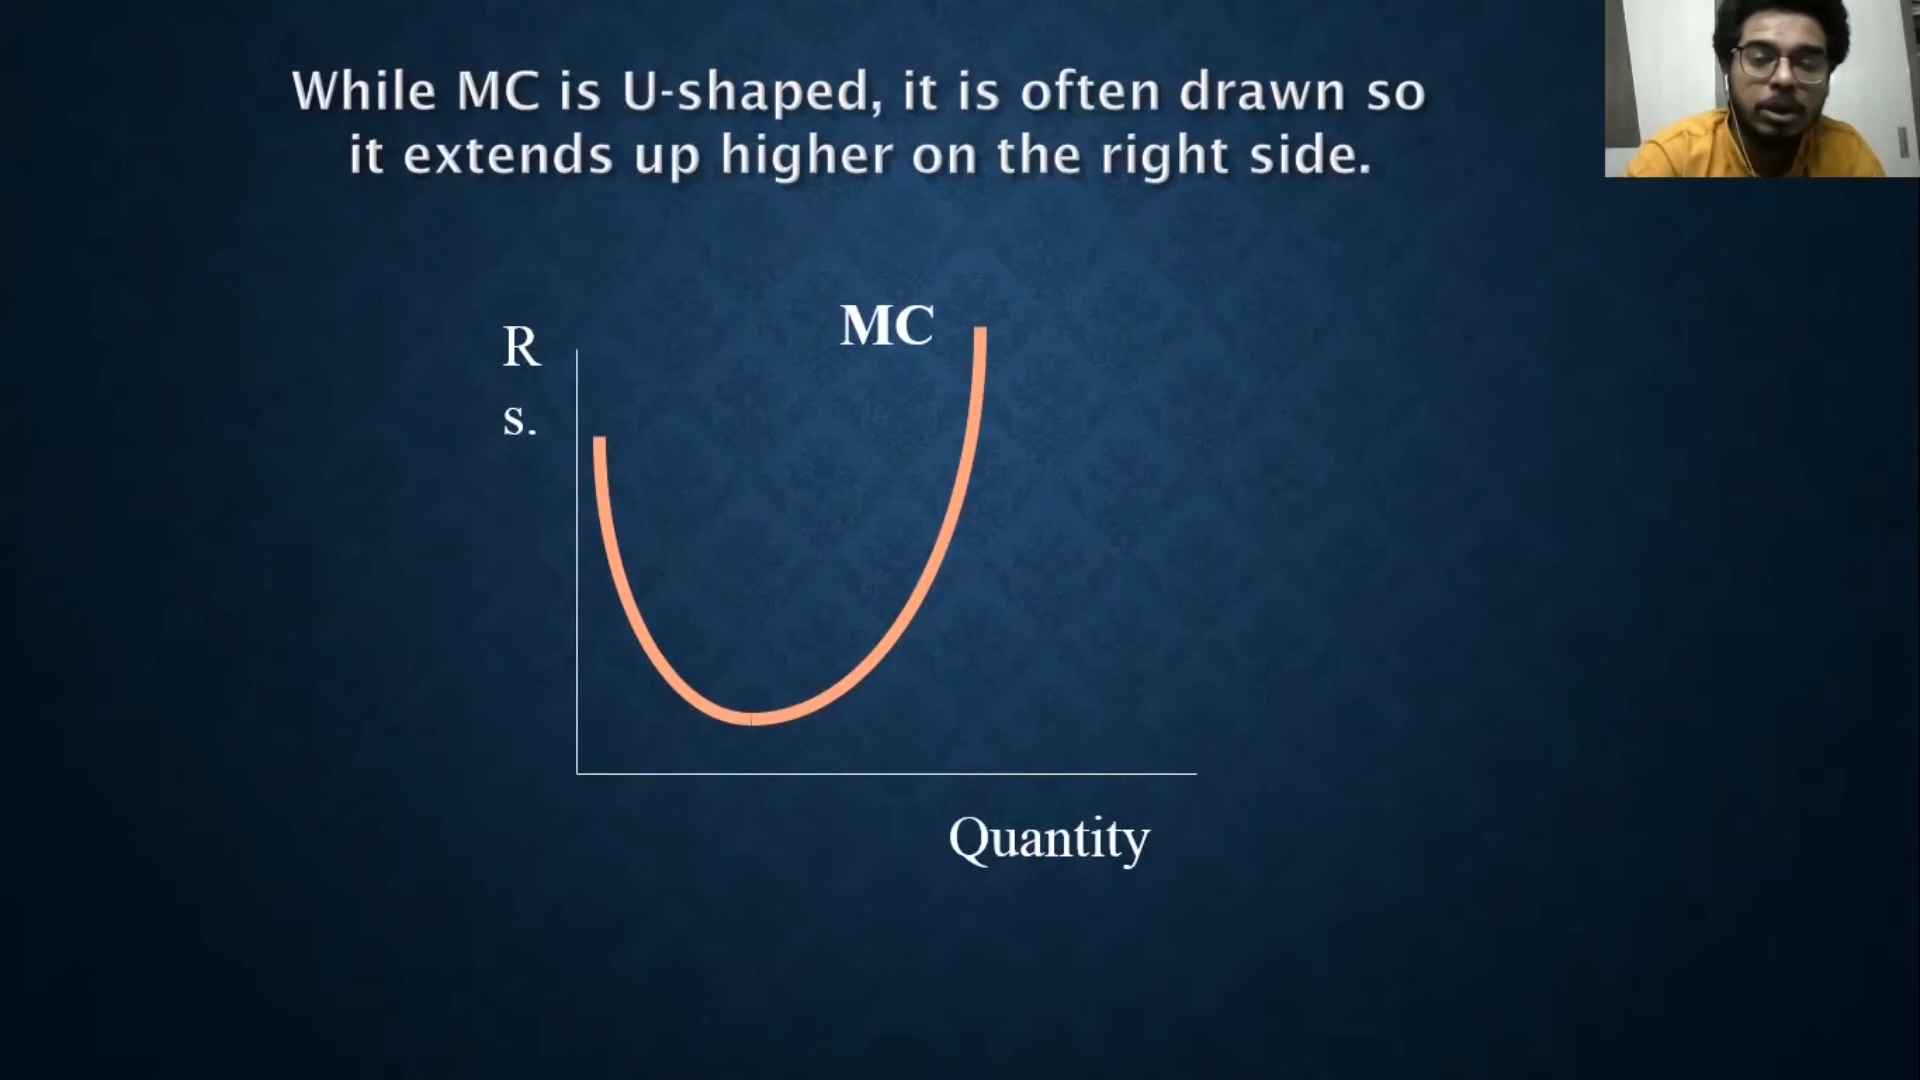 While MC is U-shaped, it is often drawn so
it extends up higher on the right side.
MC
R
s.
Quantity